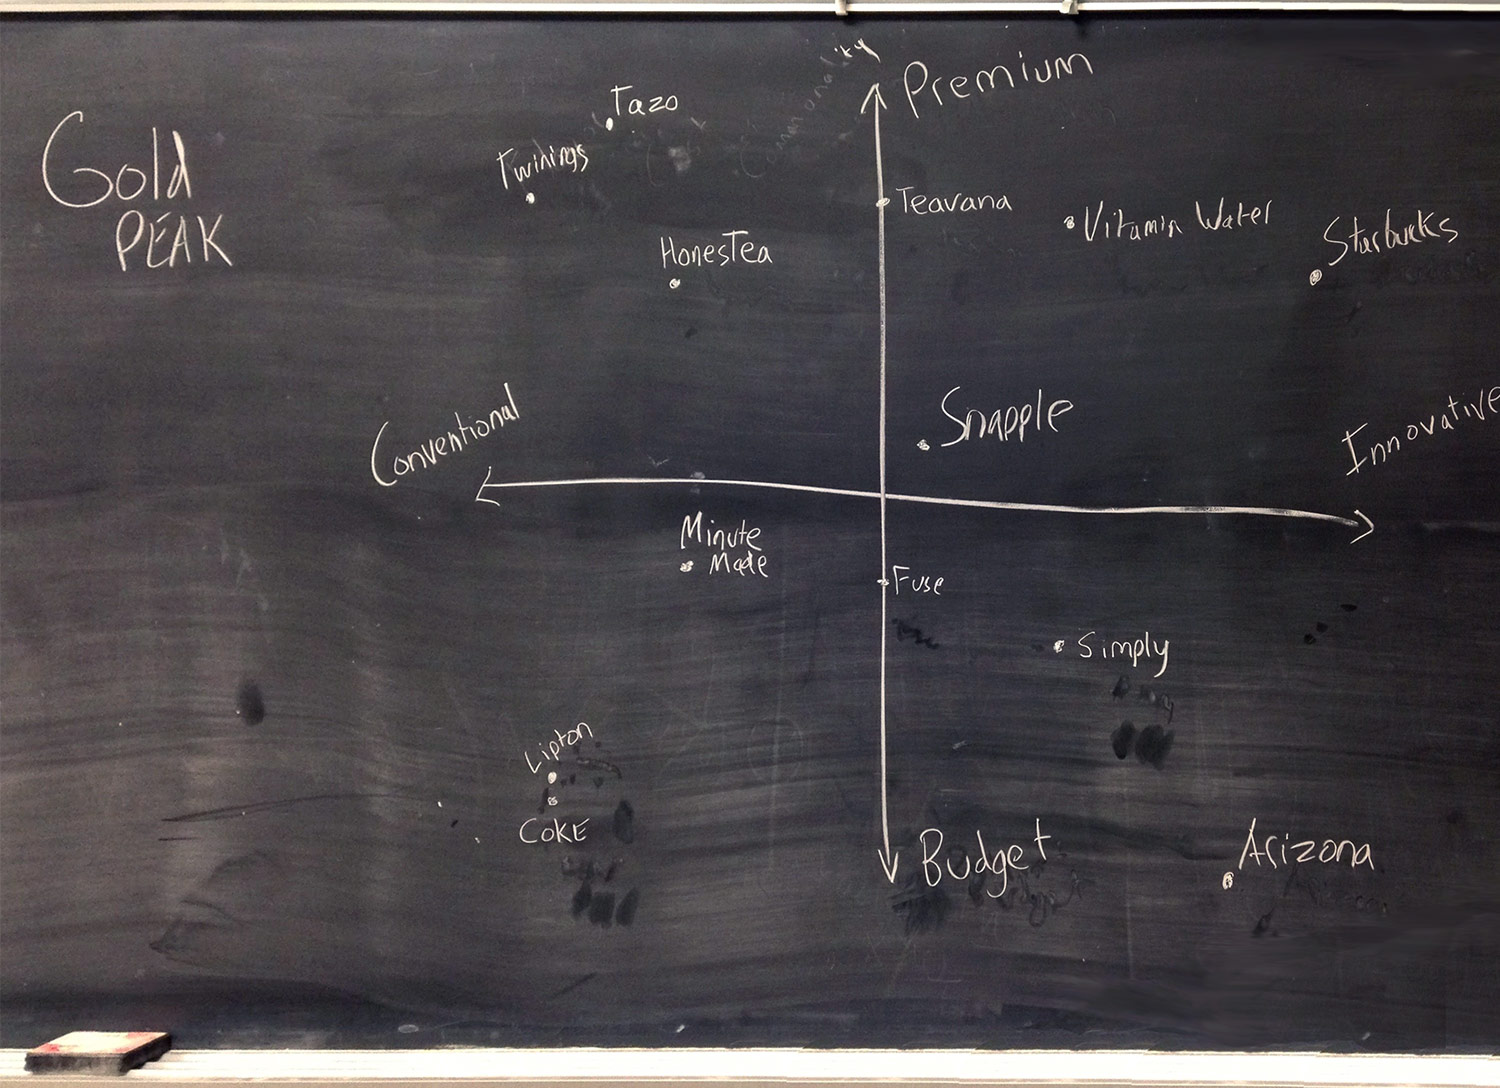 Gold
PEAK
Premium
Tazo
Twinings
HonesTea
Teavana
Vitamin Water
Starbucks
Conventional
Snapple
Innovative
Minute
Made
Fuse
Simply
Lipton
COKE
Budget
Arizona